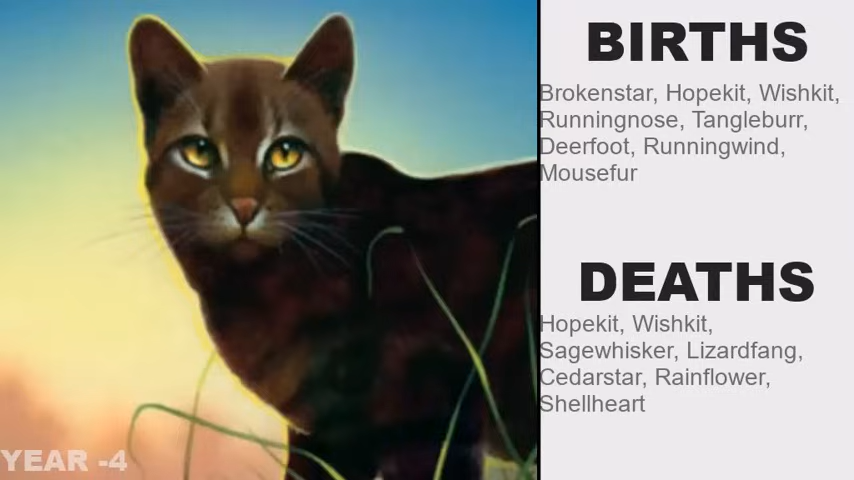 BIRTHS
Brokenstar, Hopekit, Wishkit,
Runningnose, Tangleburr,
Deerfoot, Runningwind,
Mousefur
DEATHS
Hopekit, Wishkit,
Sagewhisker, Lizardfang,
Cedarstar, Rainflower,
Shellheart
YEAR -4